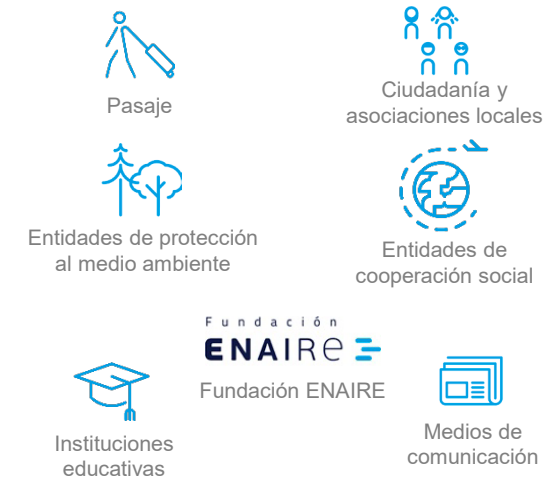 Pasaje
Ciudadanía y
asociaciones locales
Entidades de protección
al medio ambiente
Entidades de
cooperación social
Fundación
ENAIRE
Fundación ENAIRE
Instituciones
educativas
Medios de
comunicación